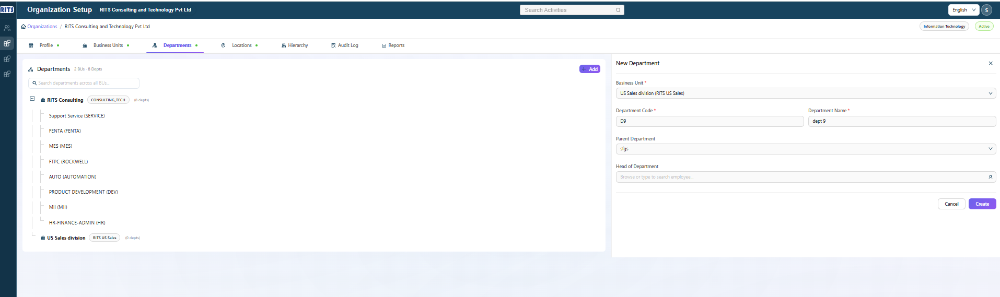 RITS Organization Setup RITS Consulting and Technology Pvt Ltd Search Activities English S
Organizations / RITS Consulting and Technology Pvt Ltd Information Technology Active
Profile Business Units Departments Locations Hierarchy Audit Log Reports
Departments 2 BUs - 8 Depts + Add
Search departments across all BUs...
RITS Consulting CONSULTING_TECH (8 depts)
Support Service (SERVICE)
FENTA (FENTA)
MES (MES)
FTPC (ROCKWELL)
AUTO (AUTOMATION)
PRODUCT DEVELOPMENT (DEV)
MII (MII)
HR-FINANCE-ADMIN (HR)
US Sales division RITS US Sales (0 depts)
New Department
Business Unit *
US Sales division (RITS US Sales)
Department Code * Department Name *
D9 dept 9
Parent Department
sfgs
Head of Department
Browse or type to search employee...
Cancel Create